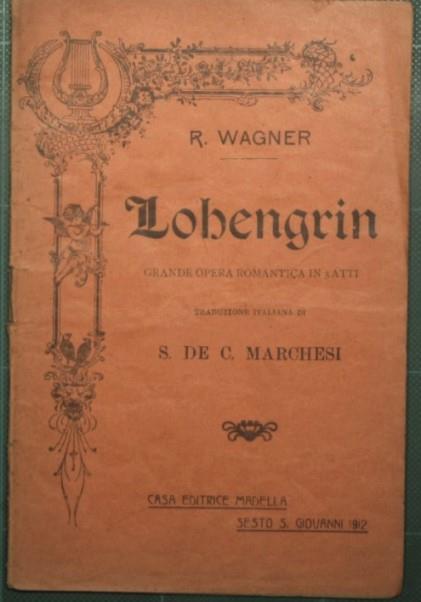 R. WAGNER
Lohengrin
GRANDE OPERA ROMANTICA IN 3 ATTI
TRADUZIONE ITALIANA DI
S. DE C. MARCHESI
CASA EDITRICE MADELLA
SESTO S. GIOVANNI 1912